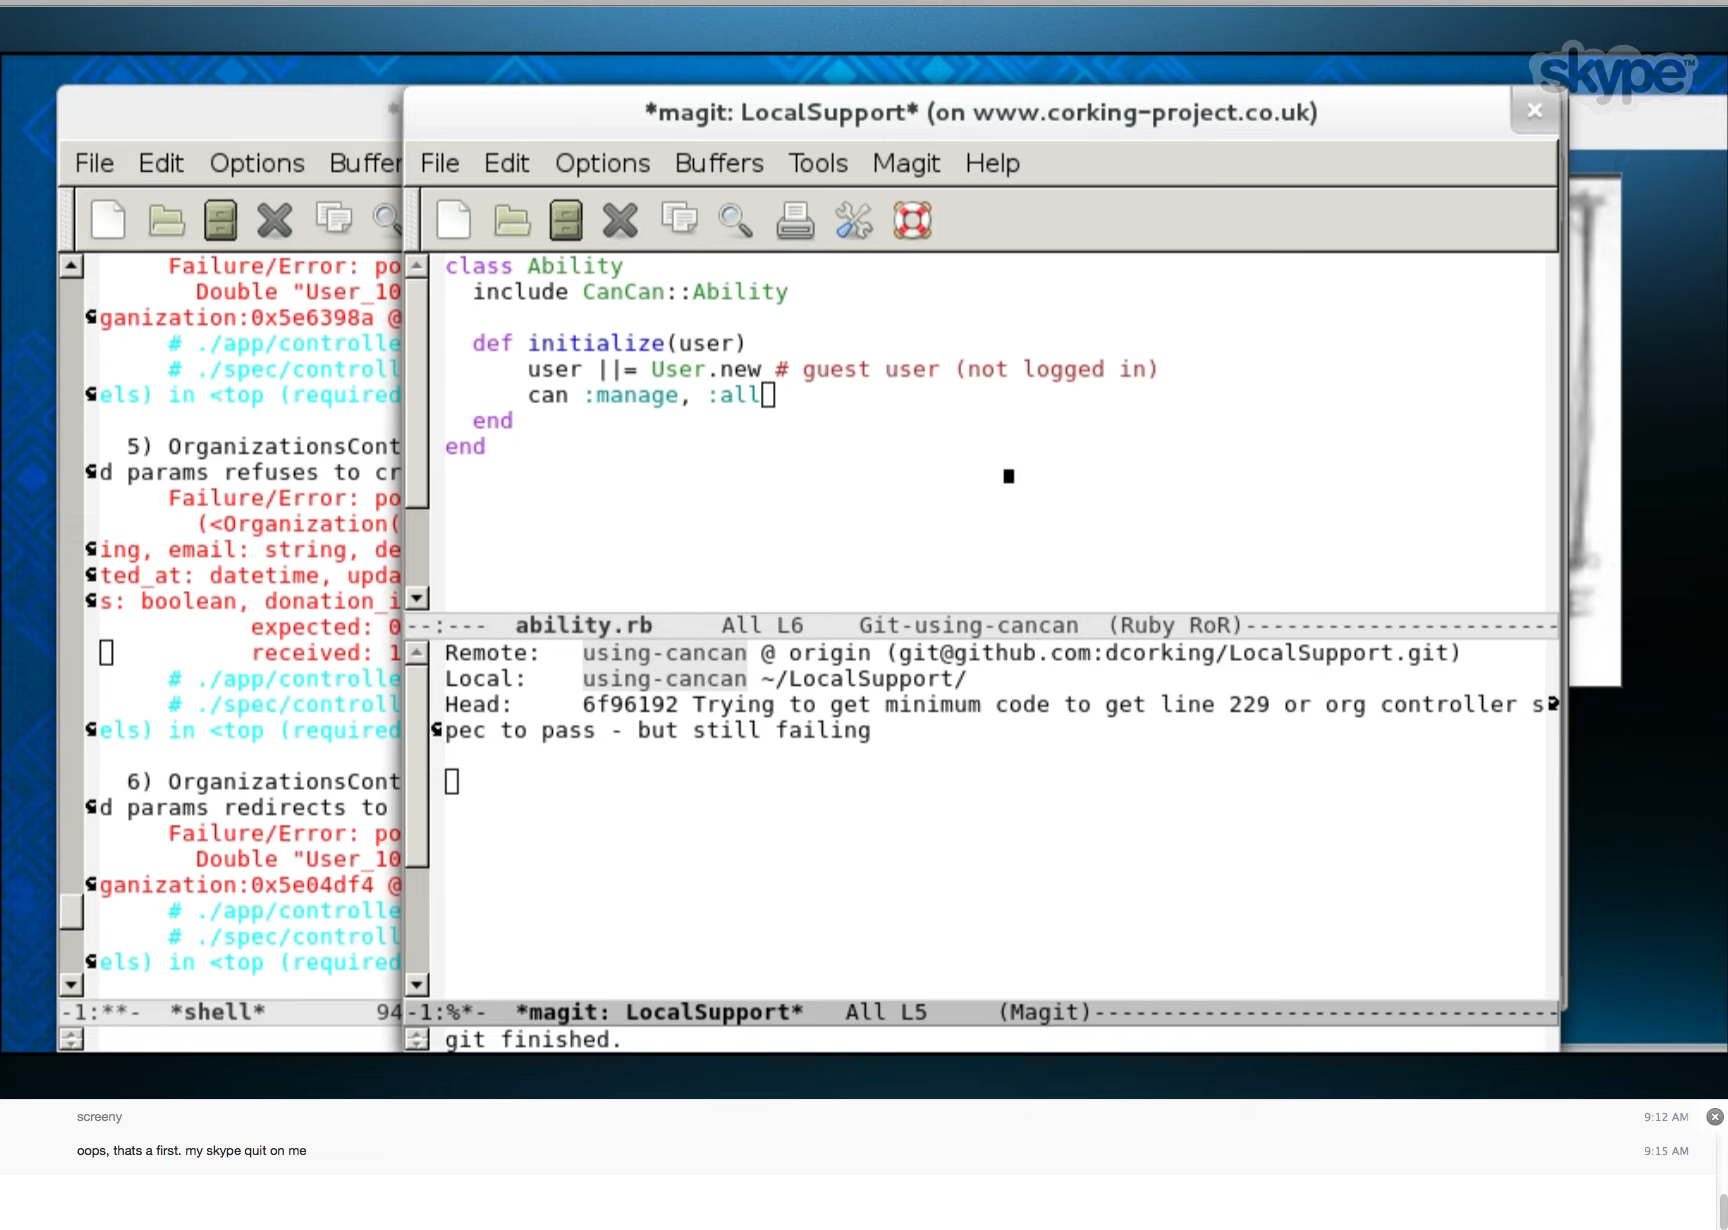 skype™
*magit: LocalSupport* (on www.corking-project.co.uk)
File Edit Options Buffer
File Edit Options Buffers Tools Magit Help
Failure/Error: po
Double "User_10
ganization:0x5e6398a @
# ./app/controlle
# ./spec/controll
els) in <top (required
5) OrganizationsCont
d params refuses to cr
Failure/Error: po
(<Organization(
ing, email: string, de
ted_at: datetime, upda
s: boolean, donation_i
expected: 0
received: 1
# ./app/controlle
# ./spec/controll
els) in <top (required
6) OrganizationsCont
d params redirects to
Failure/Error: po
Double "User_10
ganization:0x5e04df4 @
# ./app/controlle
# ./spec/controll
els) in <top (required
-1:**- *shell* 94
class Ability
include CanCan::Ability
def initialize(user)
user ||= User.new # guest user (not logged in)
can :manage, :all
end
end
--:--- ability.rb All L6 Git-using-cancan (Ruby RoR)-----------------------
Remote: using-cancan @ origin (git@github.com:dcorking/LocalSupport.git)
Local: using-cancan ~/LocalSupport/
Head: 6f96192 Trying to get minimum code to get line 229 or org controller s
pec to pass - but still failing
-1:%*- *magit: LocalSupport* All L5 (Magit)----------------------------------
git finished.
screeny 9:12 AM
oops, thats a first. my skype quit on me 9:15 AM